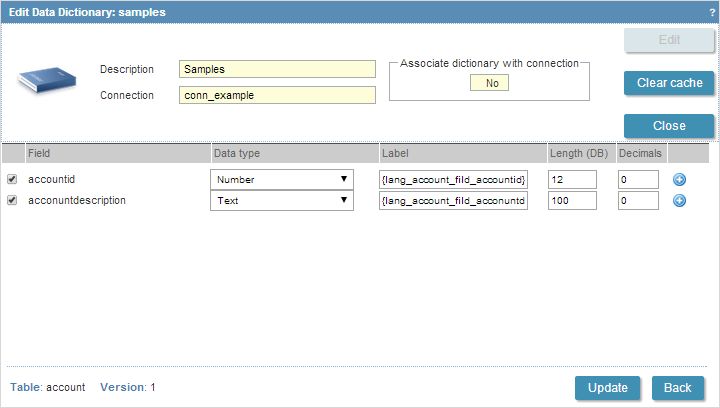 Edit Data Dictionary: samples ?
Edit
Description Samples
Associate dictionary with connection
No
Clear cache
Connection conn_example
Close
Field Data type Label Length (DB) Decimals
accountid Number {lang_account_fild_accountid} 12 0
acconuntdescription Text {lang_account_fild_acconuntd 100 0
Table: account Version: 1 Update Back